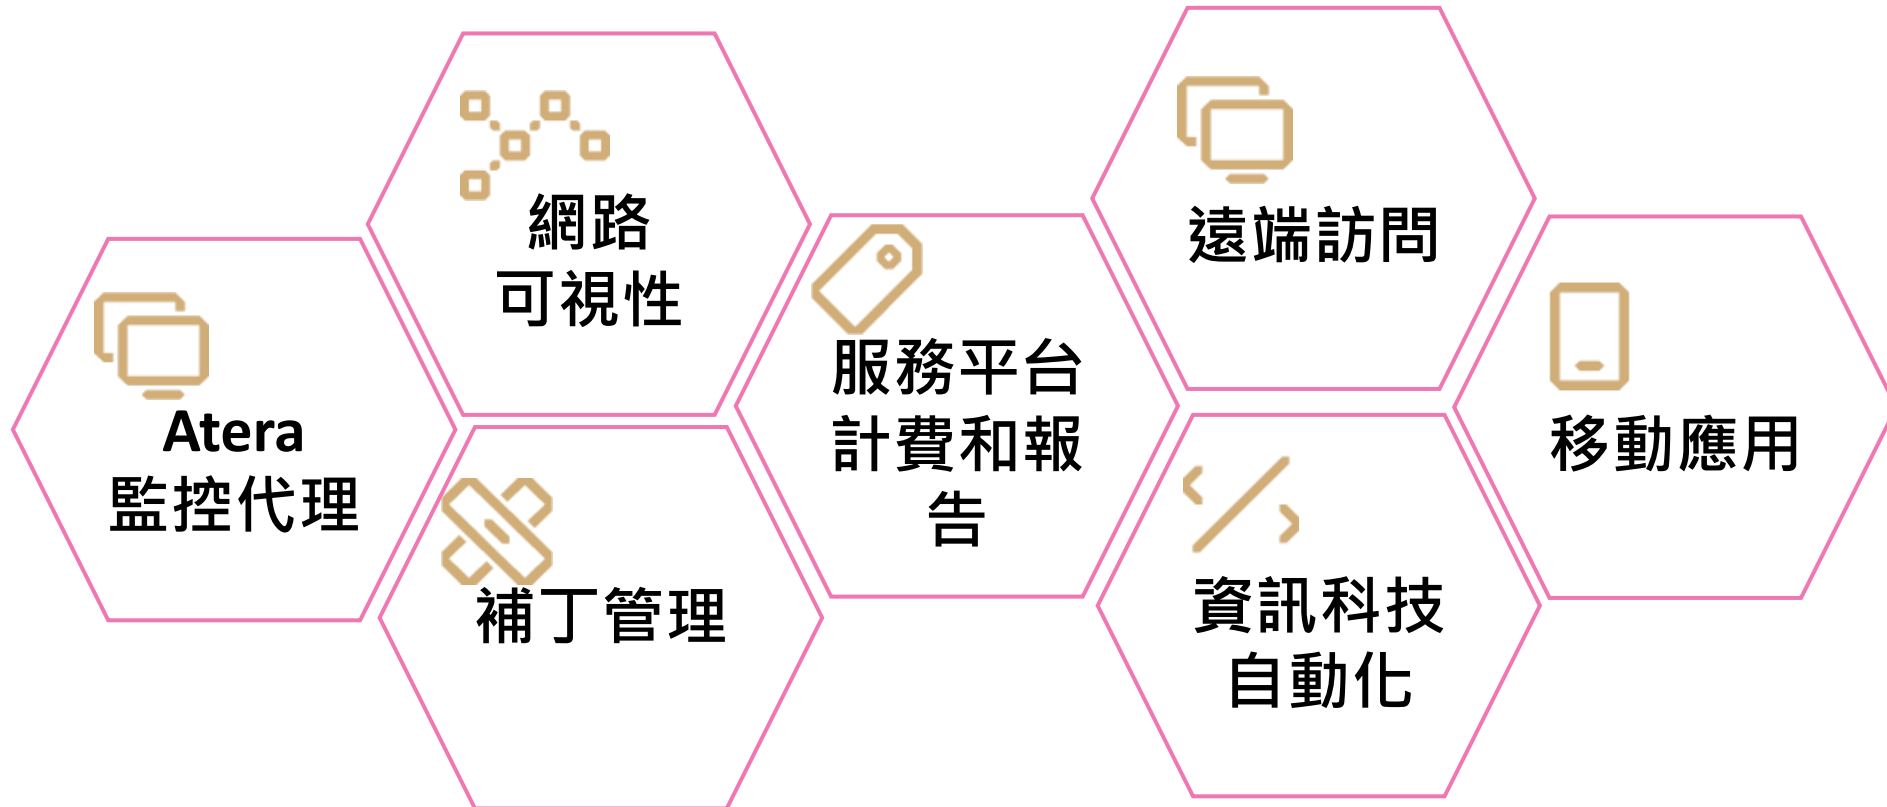 Atera
監控代理
網路
可視性
補丁管理
服務平台
計費和報
告
遠端訪問
資訊科技
自動化
移動應用